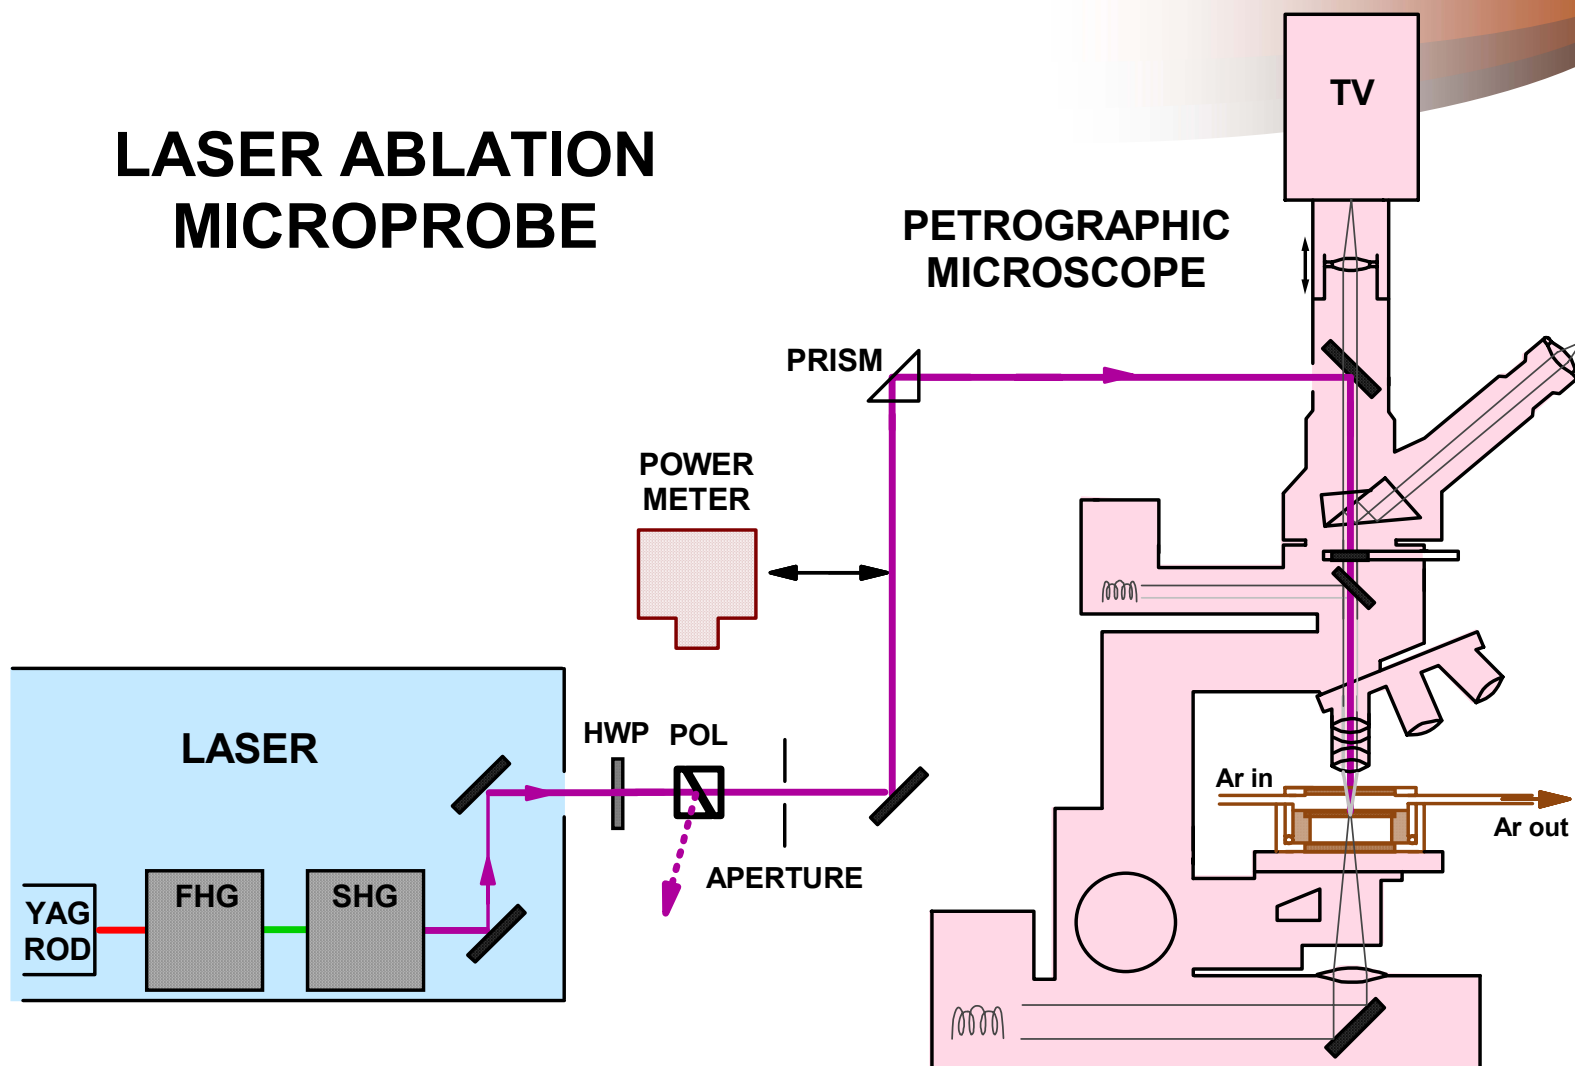 LASER ABLATION
MICROPROBE
TV
PETROGRAPHIC
MICROSCOPE
PRISM
POWER
METER
LASER
HWP
POL
APERTURE
FHG
SHG
YAG
ROD
Ar in
Ar out